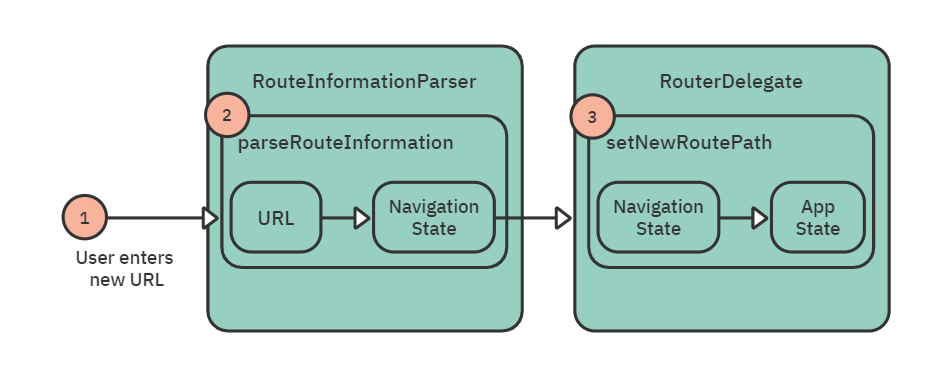 1
User enters
new URL
RouteInformationParser
2
parseRouteInformation
URL
Navigation
State
RouterDelegate
3
setNewRoutePath
Navigation
State
App
State